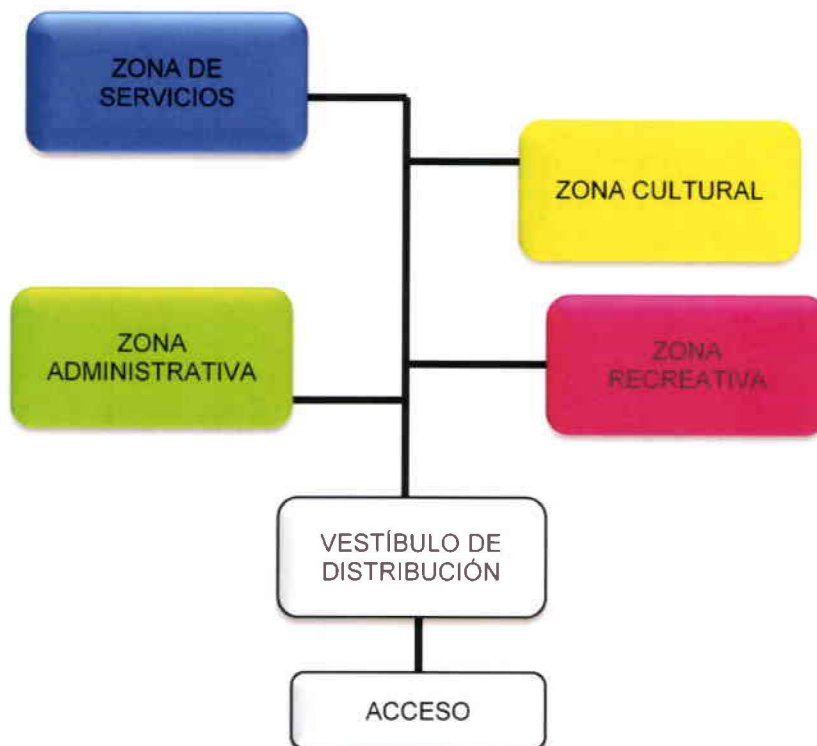 ZONA DE
SERVICIOS
ZONA CULTURAL
ZONA
ADMINISTRATIVA
ZONA
RECREATIVA
VESTÍBULO DE
DISTRIBUCIÓN
ACCESO